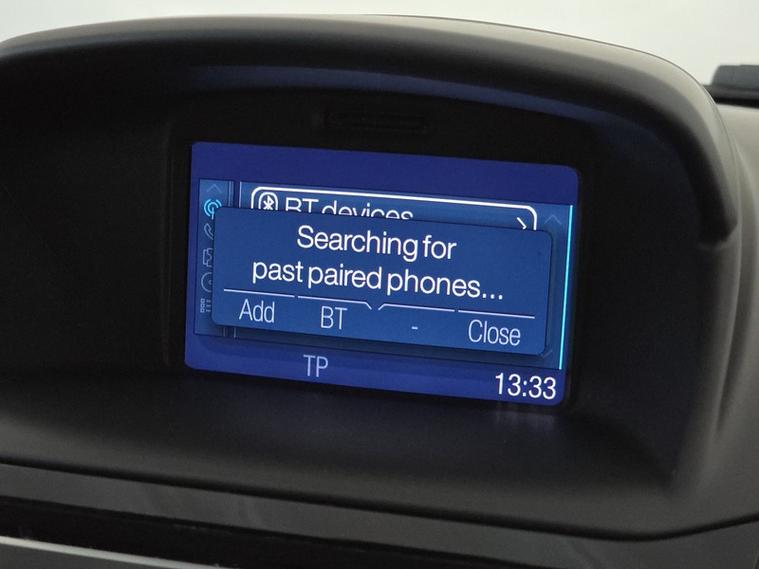 BT devices
Searching for
past paired phones...
Add BT - Close
TP
13:33